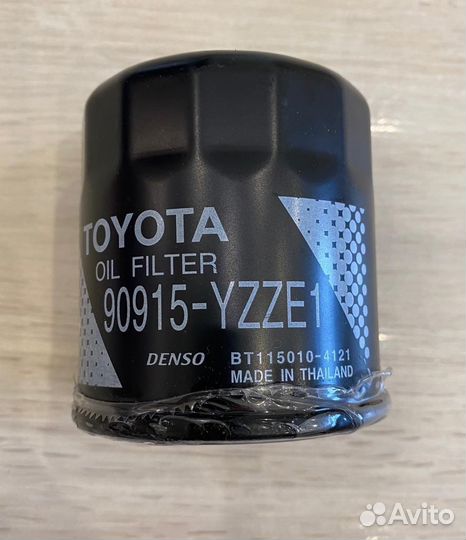 TOYOTA
OIL FILTER
90915-YZZE1
DENSO BT115010-4121
MADE IN THAILAND
Avito